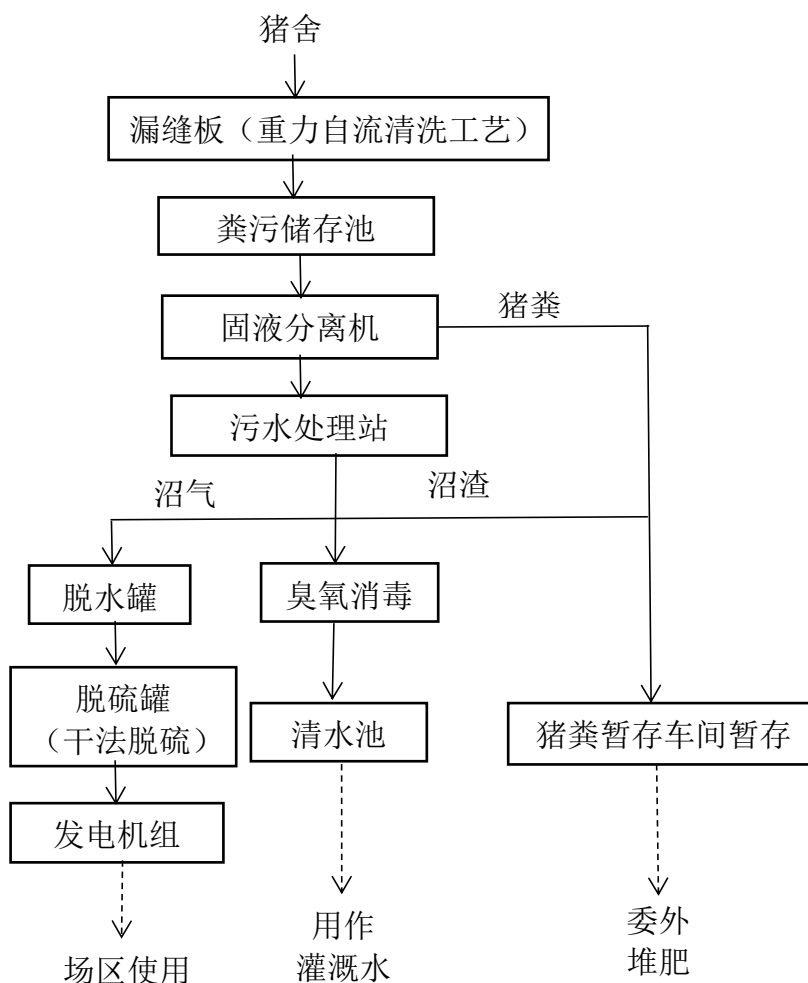 猪舍
漏缝板（重力自流清洗工艺）
粪污储存池
猪粪
固液分离机
污水处理站
沼气
沼渣
脱水罐
臭氧消毒
脱硫罐
（干法脱硫）
清水池
猪粪暂存车间暂存
发电机组
用作
灌溉水
委外
堆肥
场区使用